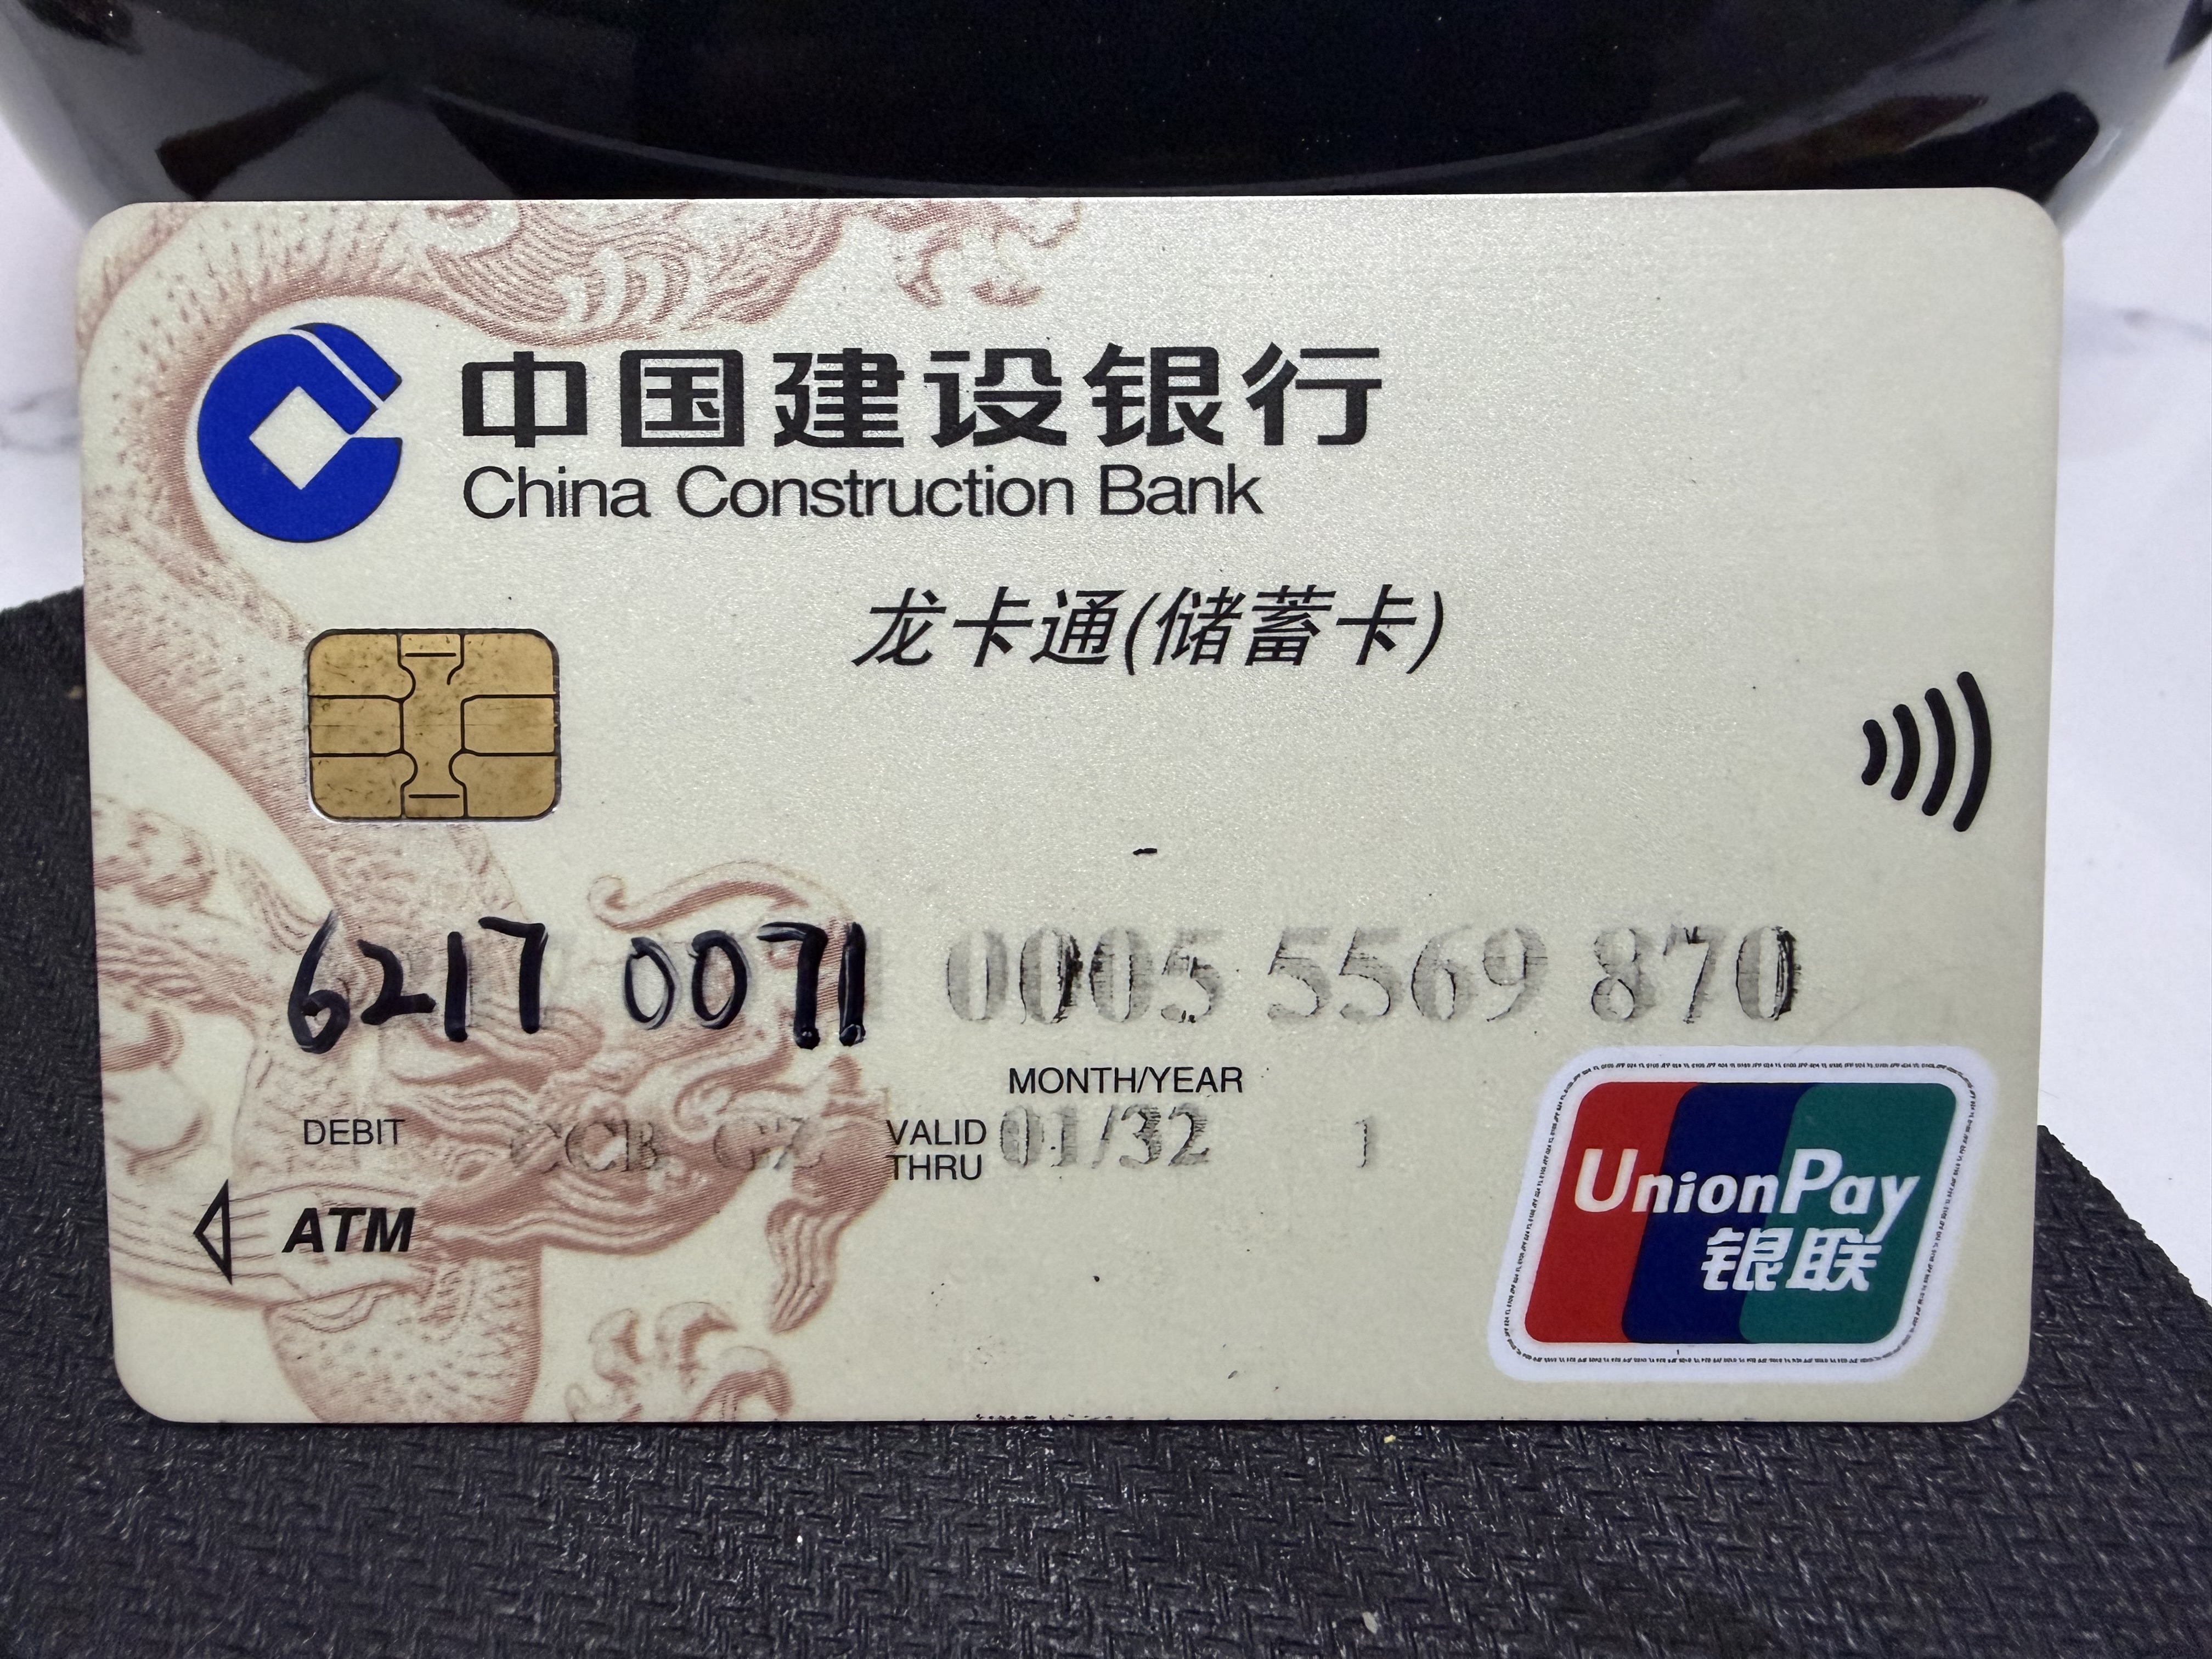 中国建设银行
China Construction Bank
龙卡通(储蓄卡)
6217 0071 0005 5569 870
MONTH/YEAR
DEBIT CCB GZ VALID THRU 01/32 1
ATM
UnionPay
银联